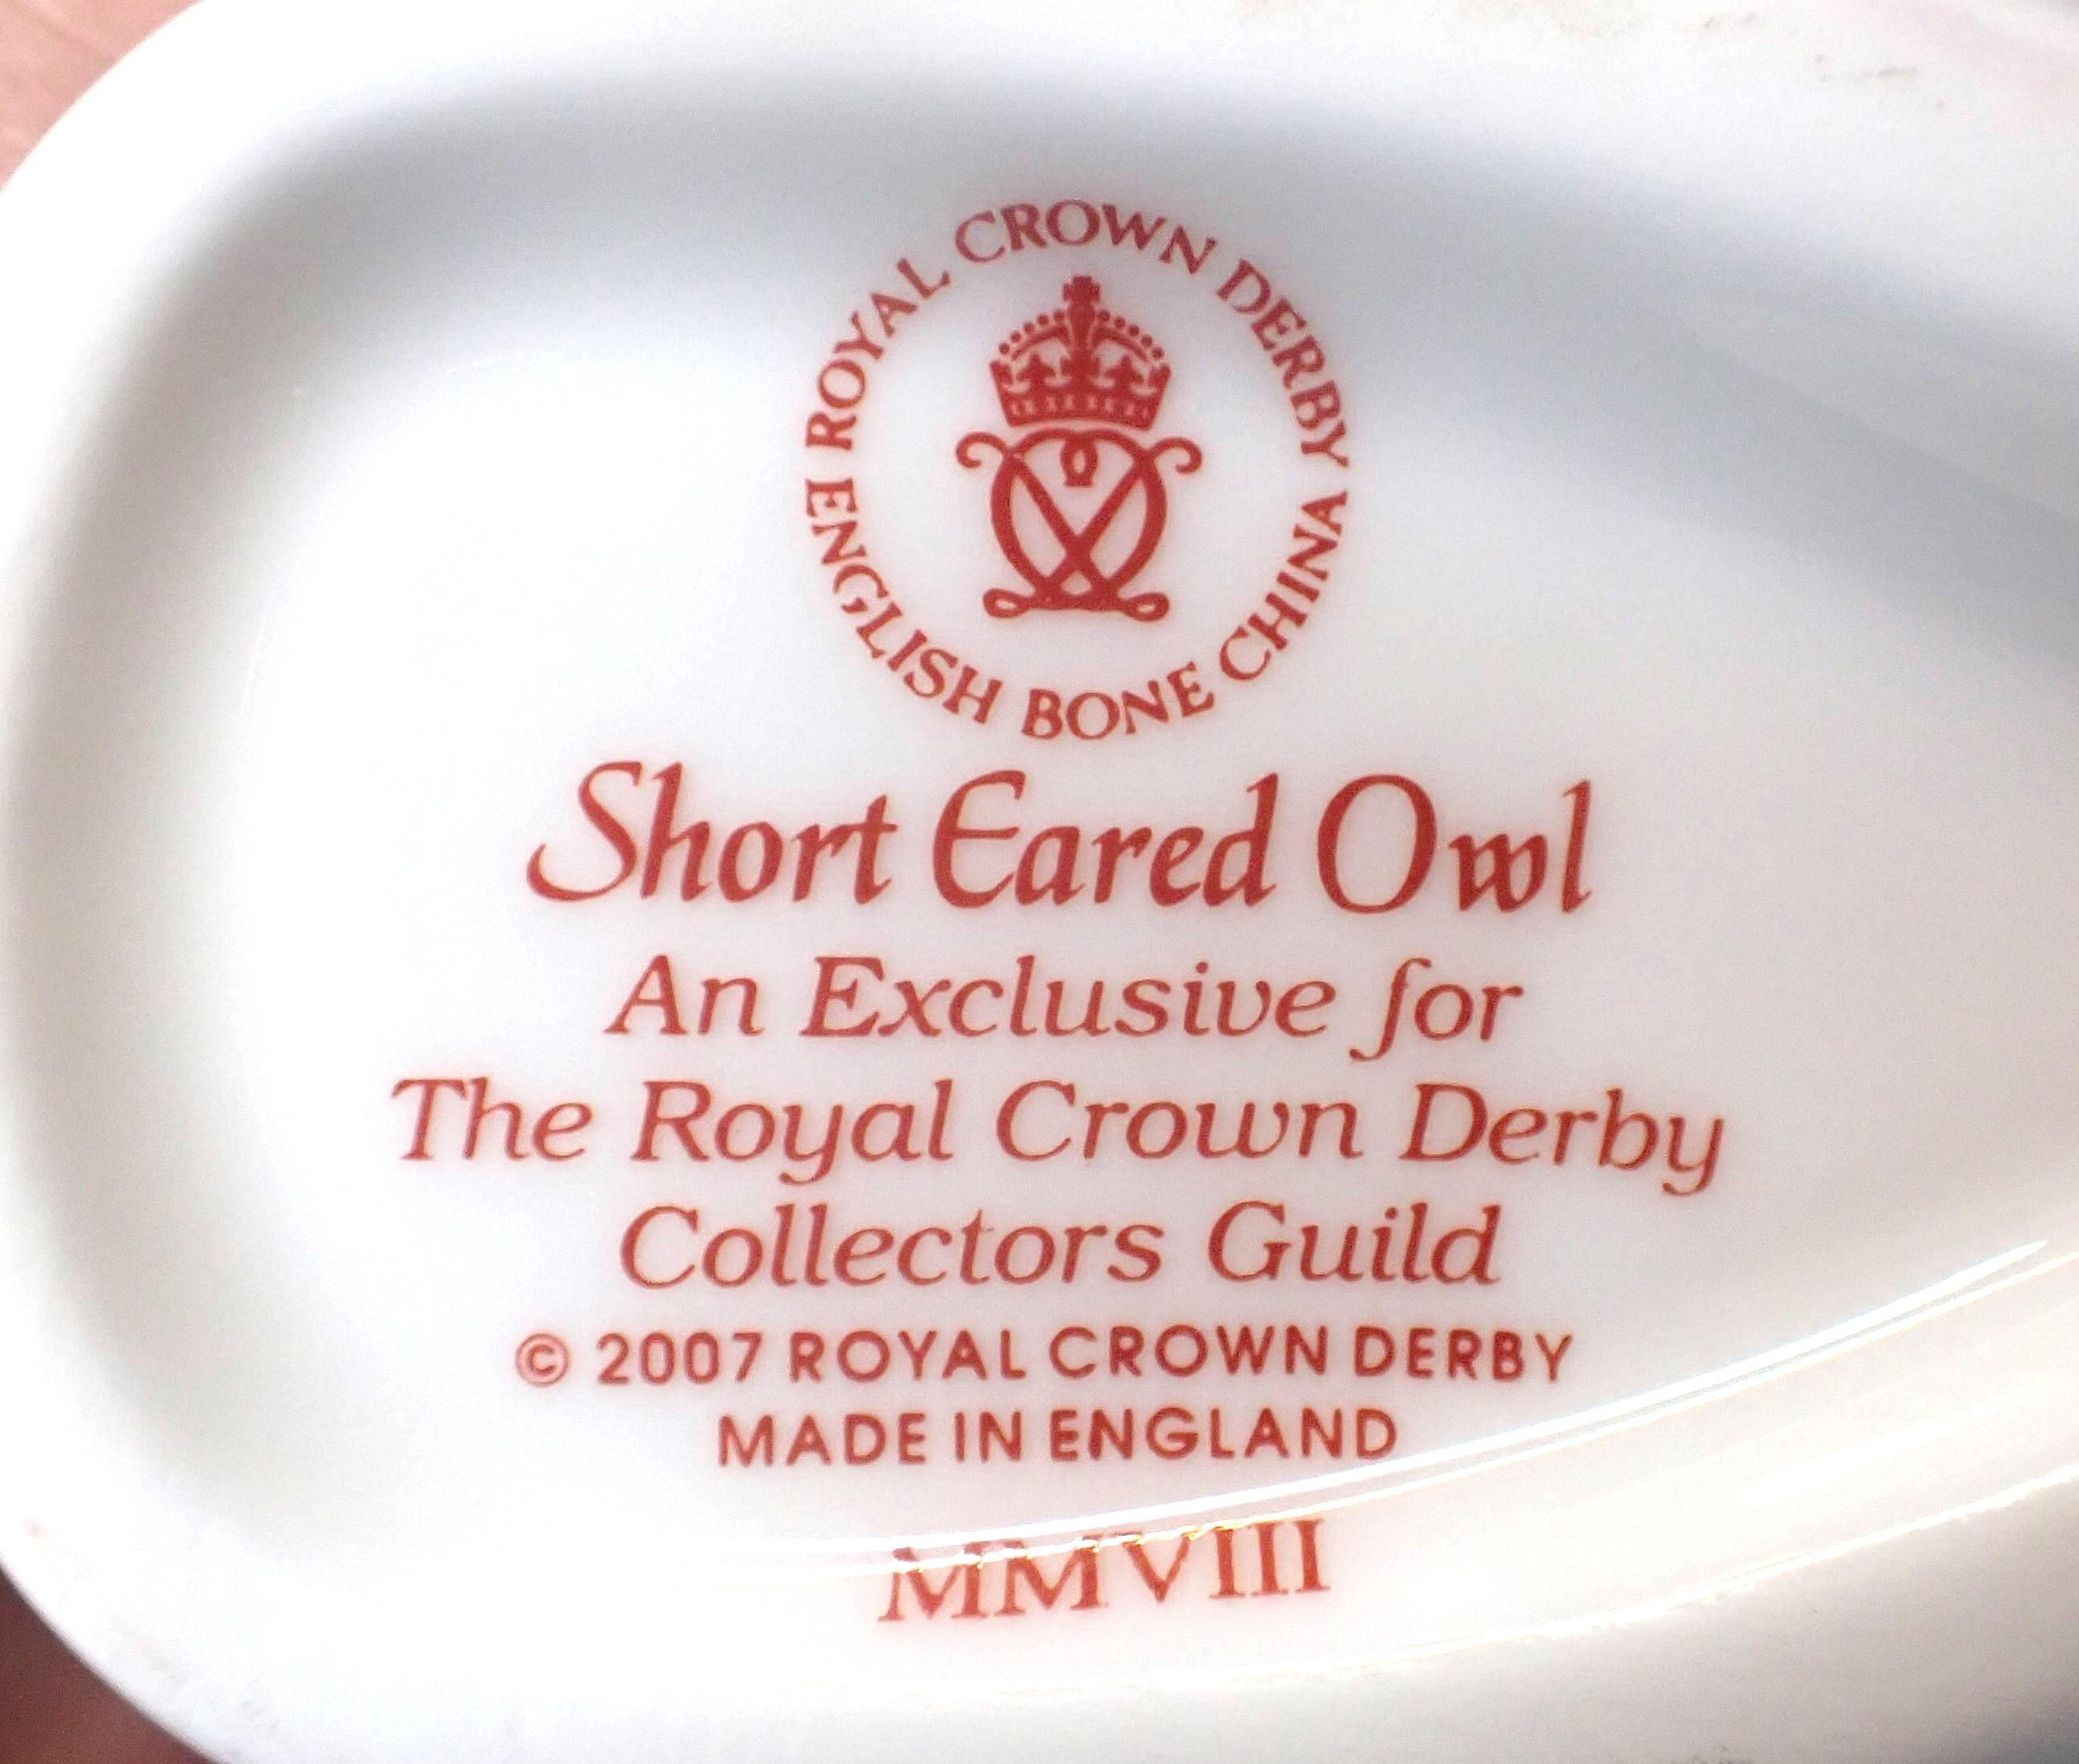 ROYAL CROWN DERBY
ENGLISH BONE CHINA
Short Eared Owl
An Exclusive for
The Royal Crown Derby
Collectors Guild
© 2007 ROYAL CROWN DERBY
MADE IN ENGLAND
MMVIII